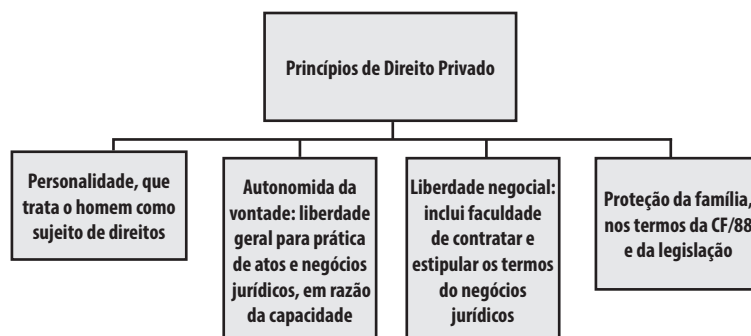 Princípios de Direito Privado
Personalidade, que
trata o homem como
sujeito de direitos
Autonomida da
vontade: liberdade
geral para prática
de atos e negócios
jurídicos, em razão
da capacidade
Liberdade negocial:
inclui faculdade
de contratar e
estipular os termos
do negócios
jurídicos
Proteção da família,
nos termos da CF/88
e da legislação